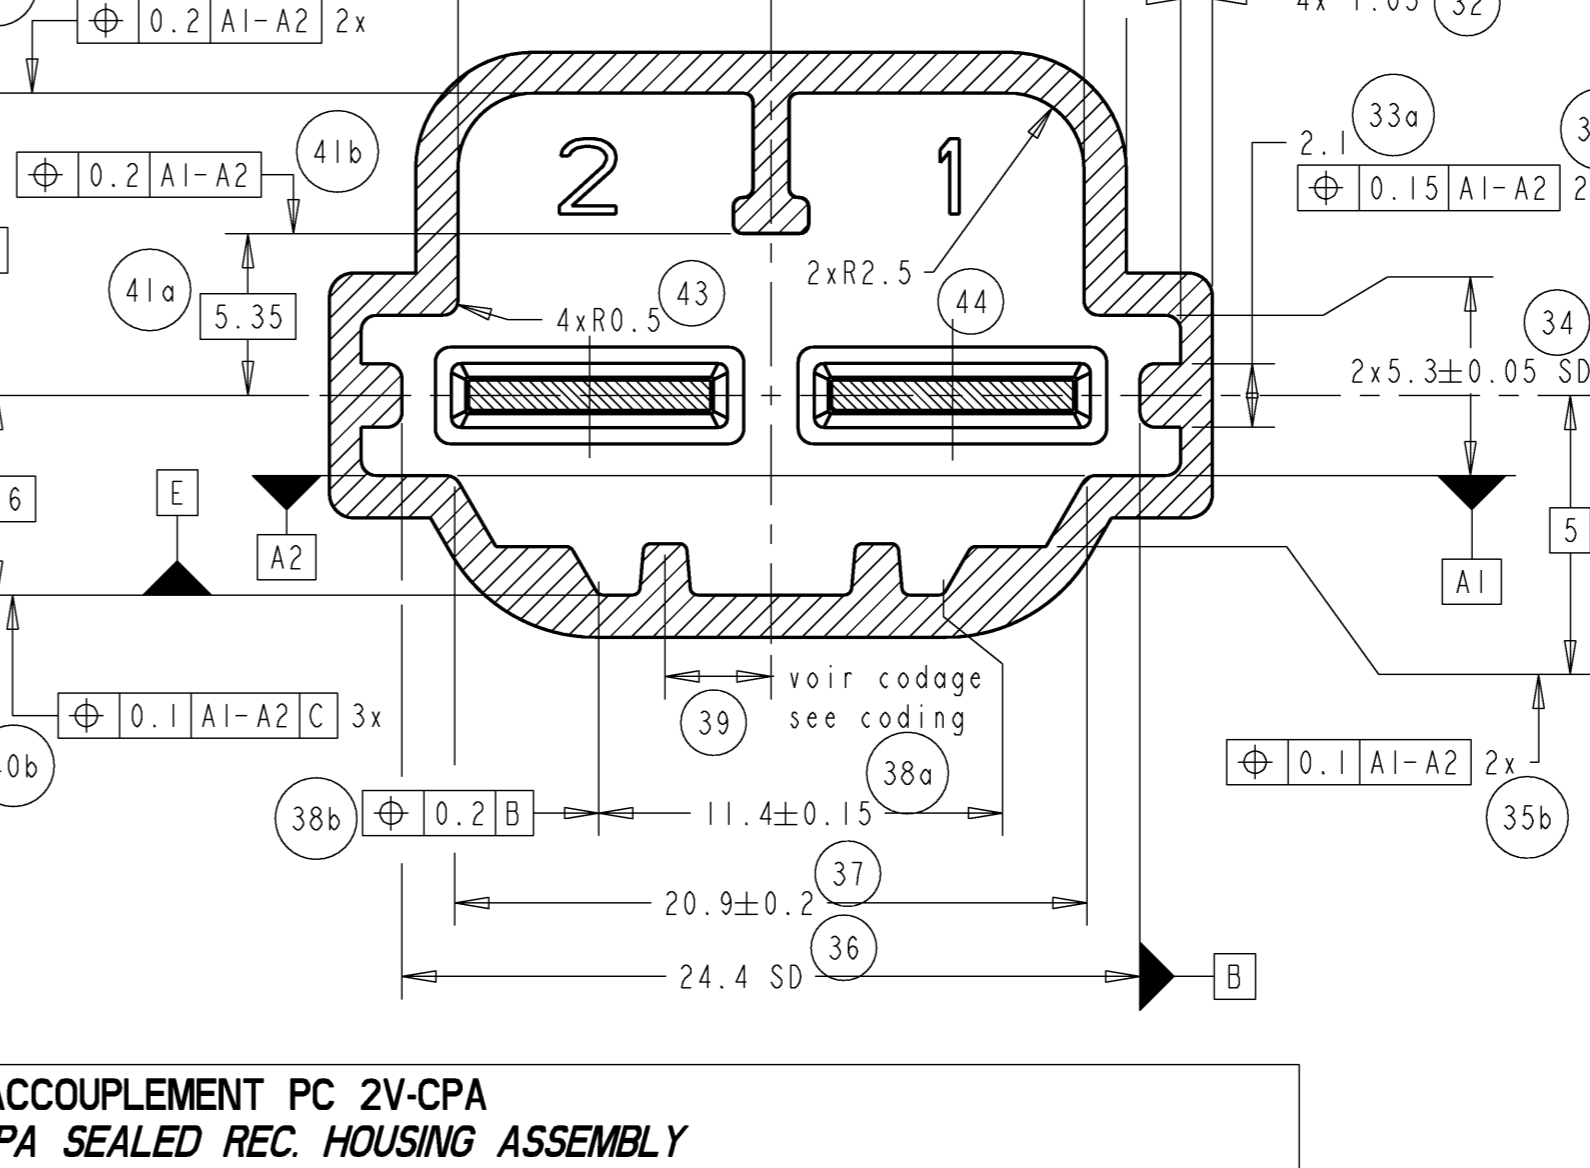 0.2 A1-A2 2x
4x 1.05 32
41b
33a
2.1
0.2 A1-A2
2 1
0.15 A1-A2 2
41a
5.35
4xR0.5 43
2xR2.5 44
34
2x5.3±0.05 SD
6
E
A2
5
A1
0.1 A1-A2 C 3x
0b
39
voir codage
see coding
38a
0.1 A1-A2 2x
35b
38b
0.2 B
11.4±0.15
37
20.9±0.2
36
24.4 SD
B
ACCOUPLEMENT PC 2V-CPA
PA SEALED REC. HOUSING ASSEMBLY